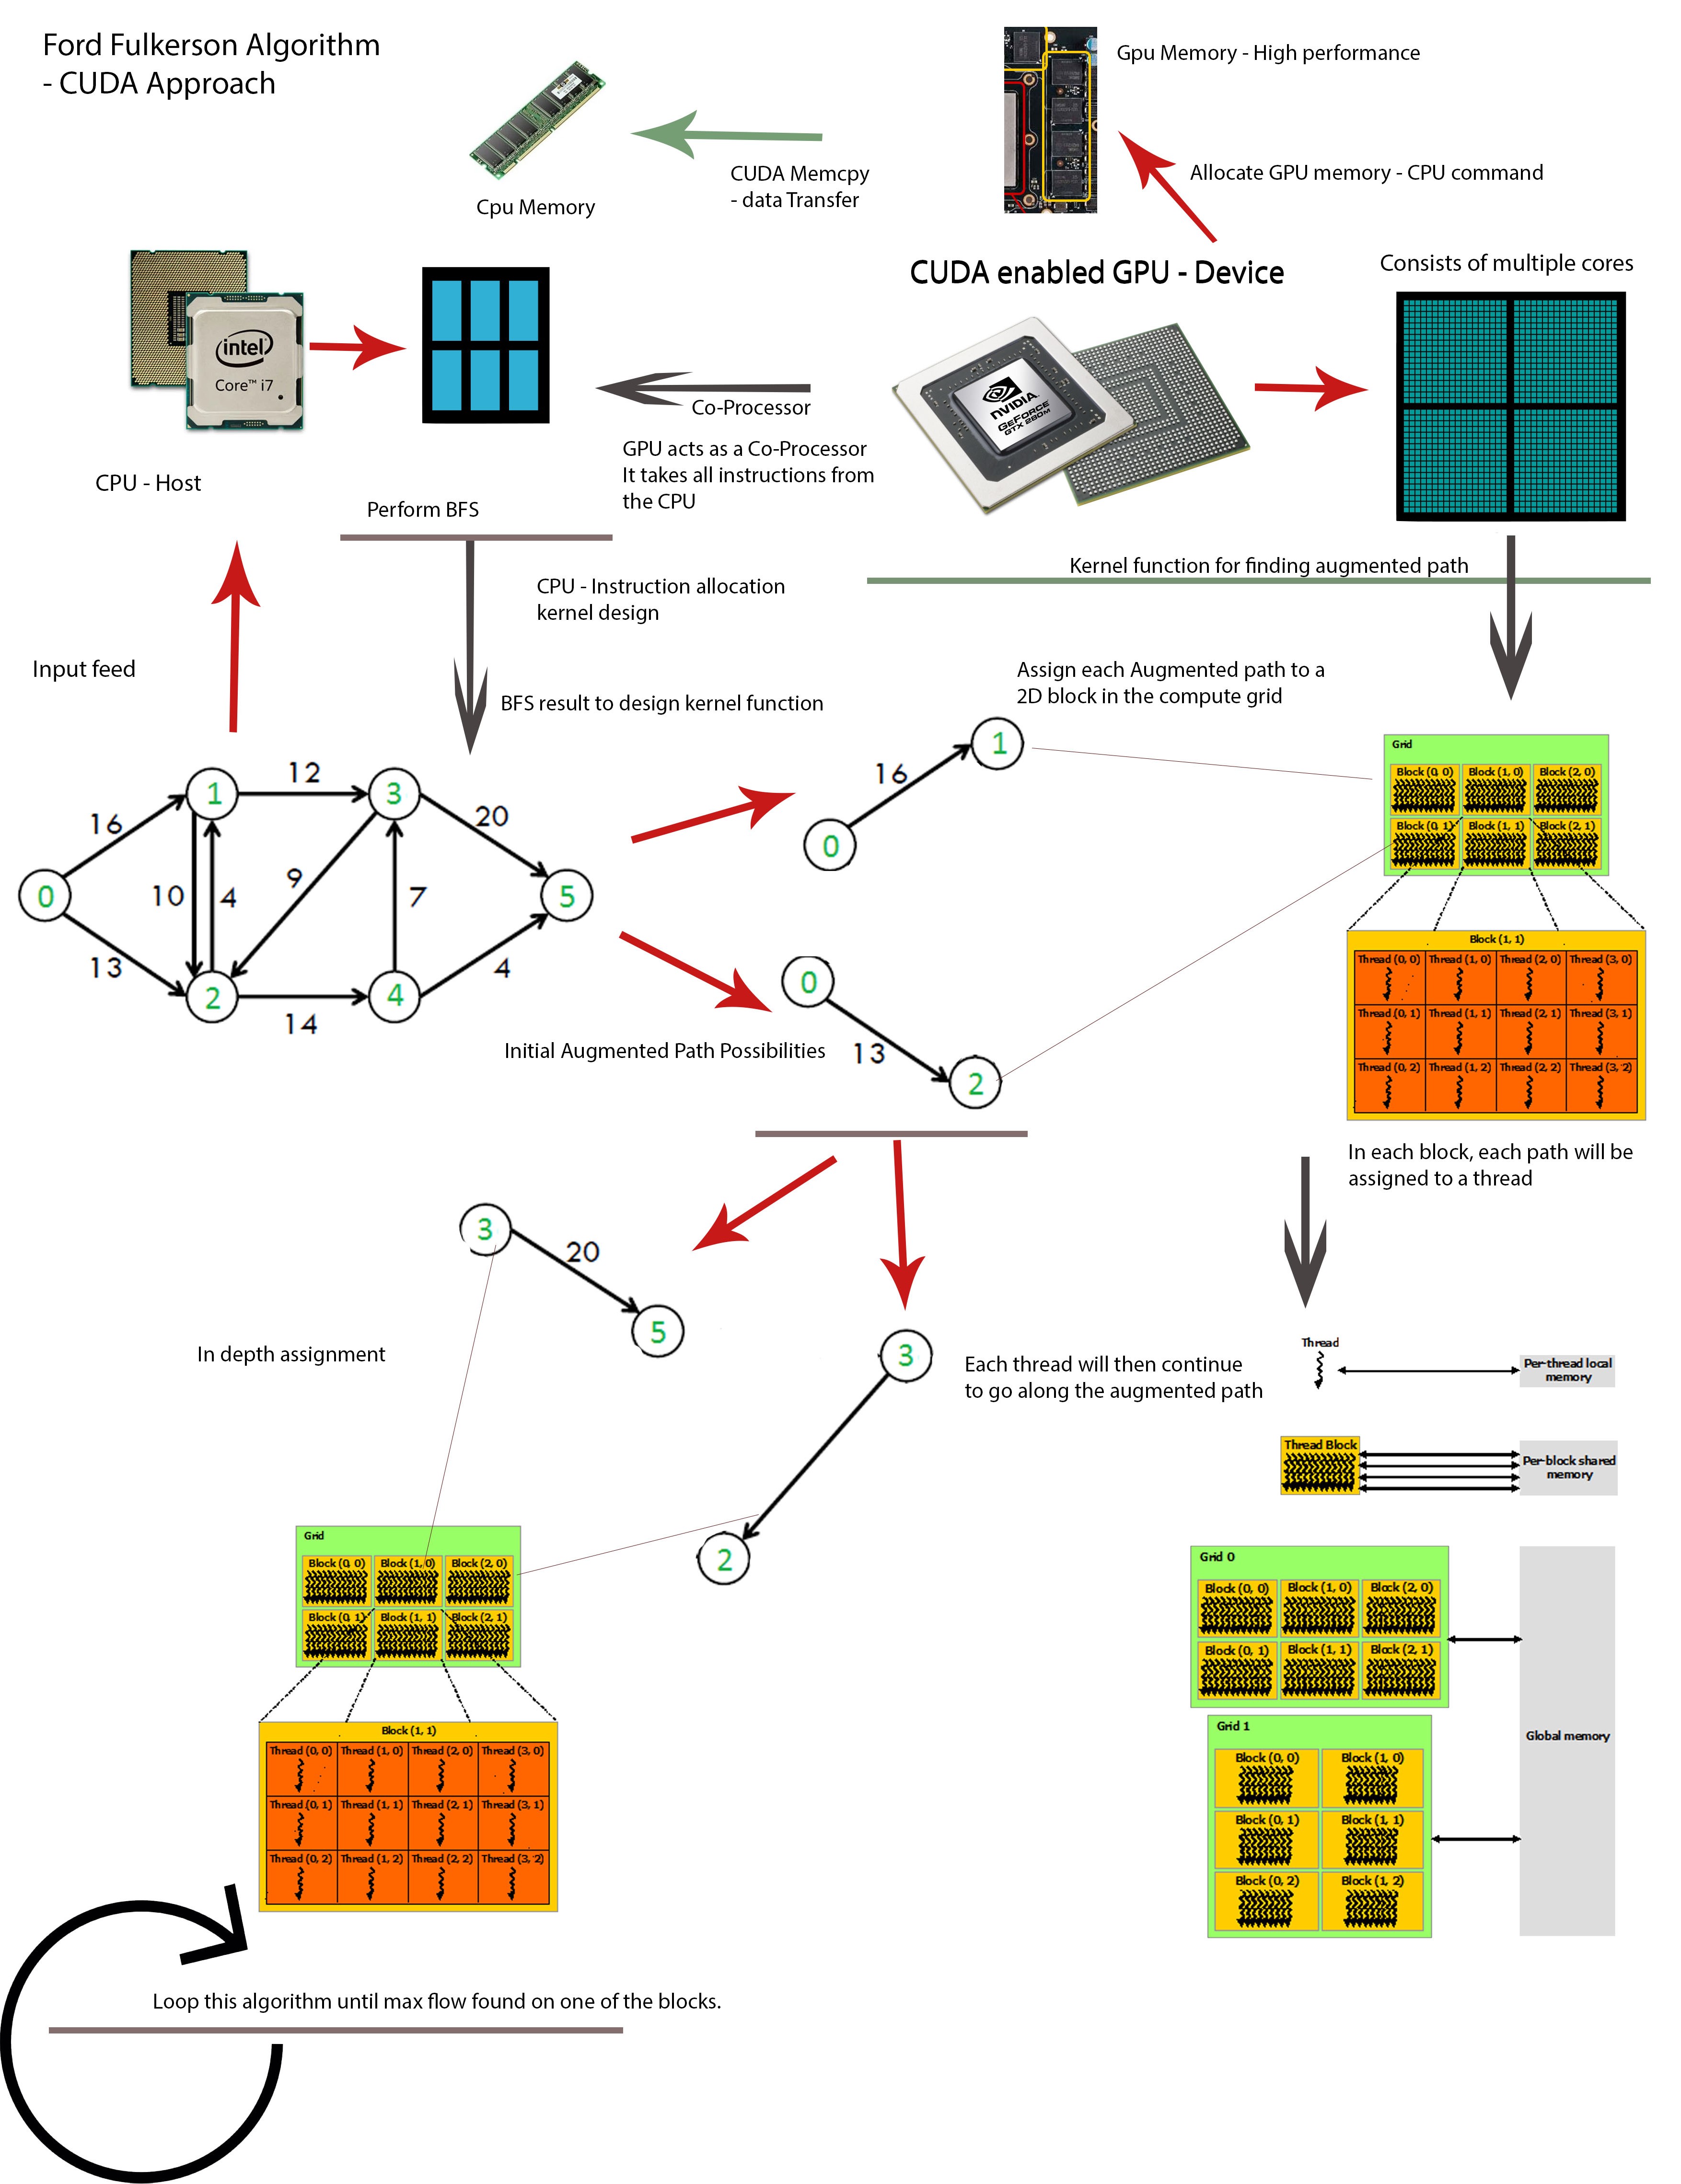 Ford Fulkerson Algorithm
- CUDA Approach
Gpu Memory - High performance
Allocate GPU memory - CPU command
CUDA Memcpy
- data Transfer
Cpu Memory
CUDA enabled GPU - Device
Consists of multiple cores
intel
Core™ i7
NVIDIA
GEFORCE
GTX 280M
Co-Processor
GPU acts as a Co-Processor
It takes all instructions from
the CPU
CPU - Host
Perform BFS
Kernel function for finding augmented path
CPU - Instruction allocation
kernel design
Input feed
BFS result to design kernel function
Assign each Augmented path to a
2D block in the compute grid
0
1
2
3
4
5
16
13
10
4
12
9
14
7
20
4
16
0
1
0
13
2
Initial Augmented Path Possibilities
Grid
Block (0, 0)
Block (1, 0)
Block (2, 0)
Block (0, 1)
Block (1, 1)
Block (2, 1)
Block (1, 1)
Thread (0, 0)
Thread (1, 0)
Thread (2, 0)
Thread (3, 0)
Thread (0, 1)
Thread (1, 1)
Thread (2, 1)
Thread (3, 1)
Thread (0, 2)
Thread (1, 2)
Thread (2, 2)
Thread (3, 2)
In each block, each path will be
assigned to a thread
3
20
5
3
2
In depth assignment
Each thread will then continue
to go along the augmented path
Thread
Per-thread local
memory
Thread Block
Per-block shared
memory
Grid
Block (0, 0)
Block (1, 0)
Block (2, 0)
Block (0, 1)
Block (1, 1)
Block (2, 1)
Block (1, 1)
Thread (0, 0)
Thread (1, 0)
Thread (2, 0)
Thread (3, 0)
Thread (0, 1)
Thread (1, 1)
Thread (2, 1)
Thread (3, 1)
Thread (0, 2)
Thread (1, 2)
Thread (2, 2)
Thread (3, 2)
Grid 0
Block (0, 0)
Block (1, 0)
Block (2, 0)
Block (0, 1)
Block (1, 1)
Block (2, 1)
Grid 1
Block (0, 0)
Block (1, 0)
Block (0, 1)
Block (1, 1)
Block (0, 2)
Block (1, 2)
Global memory
Loop this algorithm until max flow found on one of the blocks.